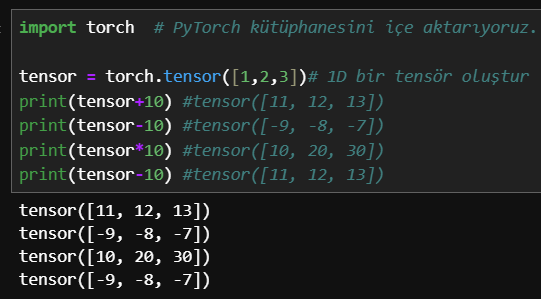 import torch  # PyTorch kütüphanesini içe aktarıyoruz.
tensor = torch.tensor([1,2,3])# 1D bir tensör oluştur
print(tensor+10) #tensor([11, 12, 13])
print(tensor-10) #tensor([-9, -8, -7])
print(tensor*10) #tensor([10, 20, 30])
print(tensor-10) #tensor([11, 12, 13])
tensor([11, 12, 13])
tensor([-9, -8, -7])
tensor([10, 20, 30])
tensor([-9, -8, -7])